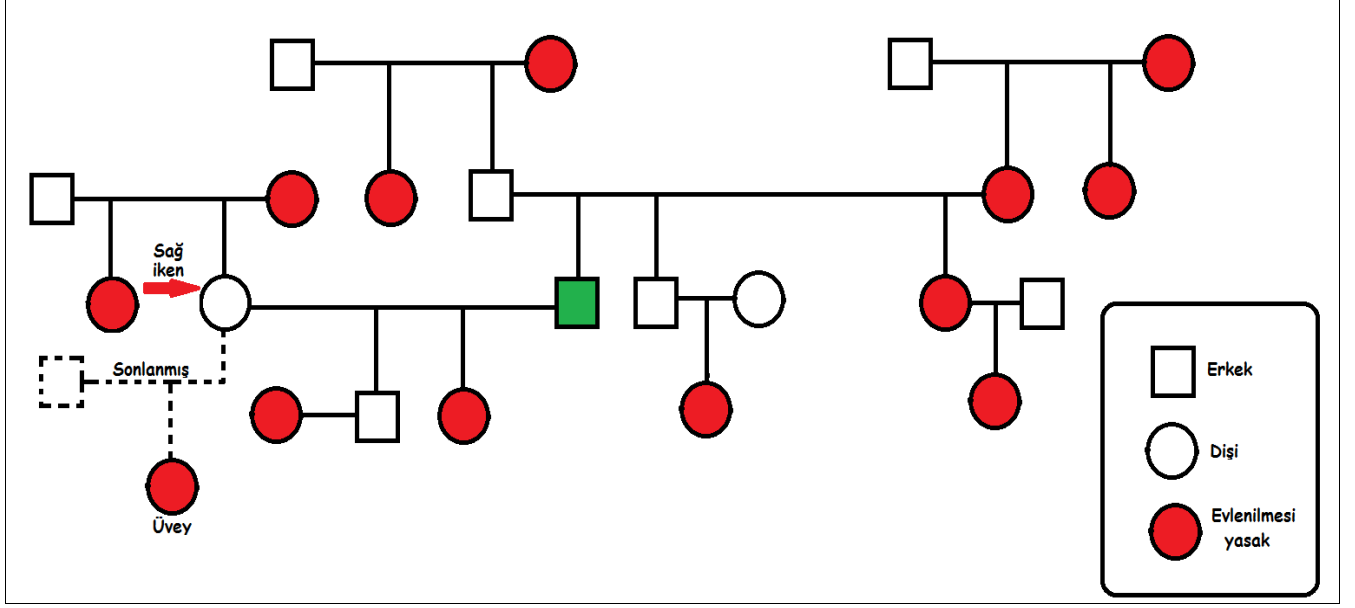 Sağ
iken
Sonlanmış
Üvey
Erkek
Dişi
Evlenilmesi
yasak